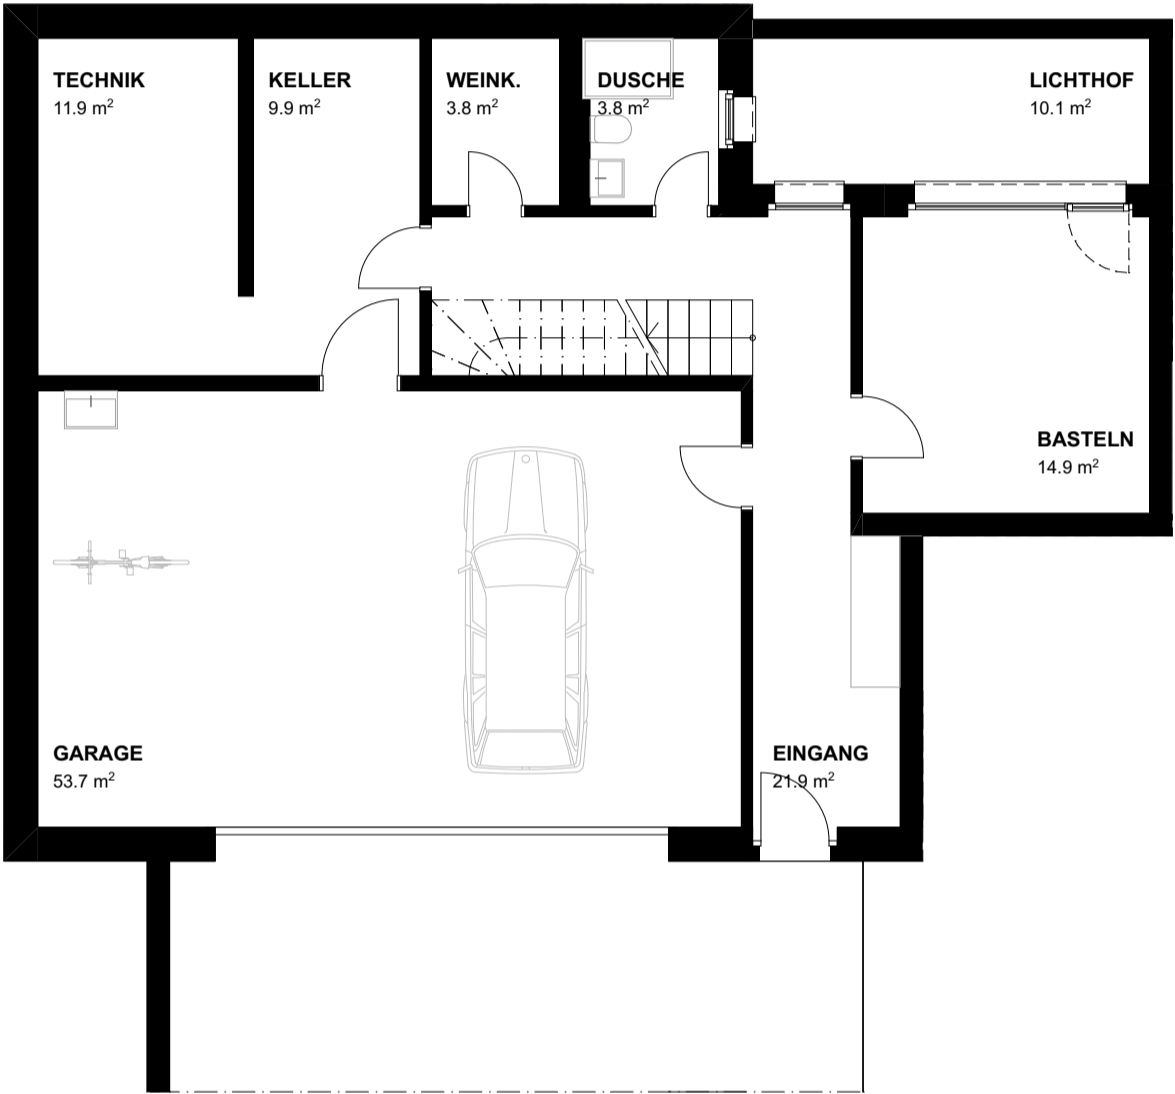 TECHNIK
11.9 m²
KELLER
9.9 m²
WEINK.
3.8 m²
DUSCHE
3.8 m²
LICHTHOF
10.1 m²
BASTELN
14.9 m²
GARAGE
53.7 m²
EINGANG
21.9 m²